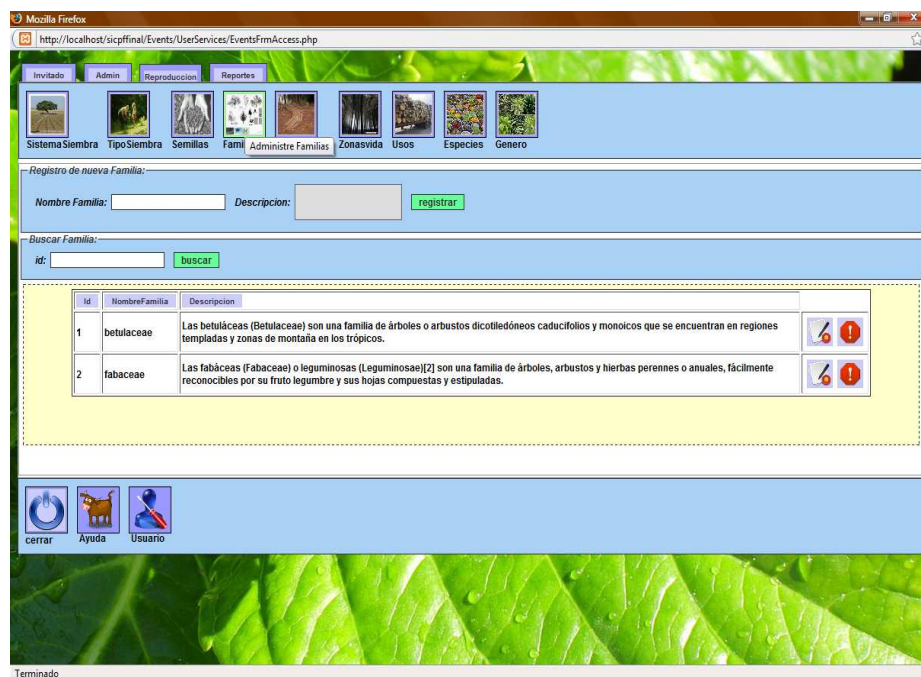 Mozilla Firefox
http://localhost/sicpffinal/Events/UserServices/EventsFrmAccess.php
Invitado Admin Reproduccion Reportes
SistemaSiembra TipoSiembra Semillas Famil Zonasvida Usos Especies Genero
Administre Familias
Registro de nueva Familia:
Nombre Familia: Descripcion: registrar
Buscar Familia:
id: buscar
Id NombreFamilia Descripcion
1 betulaceae Las betuláceas (Betulaceae) son una familia de árboles o arbustos dicotiledóneos caducifolios y monoicos que se encuentran en regiones
templadas y zonas de montaña en los trópicos.
2 fabaceae Las fabáceas (Fabaceae) o leguminosas (Leguminosae)[2] son una familia de árboles, arbustos y hierbas perennes o anuales, fácilmente
reconocibles por su fruto legumbre y sus hojas compuestas y estipuladas.
cerrar Ayuda Usuario
Terminado